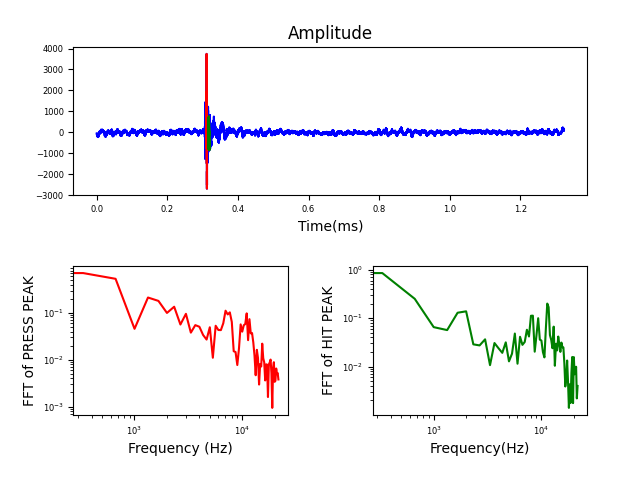 Amplitude
4000
3000
2000
1000
0
−1000
−2000
−3000
0.0 0.2 0.4 0.6 0.8 1.0 1.2
Time(ms)
FFT of PRESS PEAK
10⁻¹
10⁻²
10⁻³
10³ 10⁴
Frequency (Hz)
FFT of HIT PEAK
10⁰
10⁻¹
10⁻²
10³ 10⁴
Frequency(Hz)